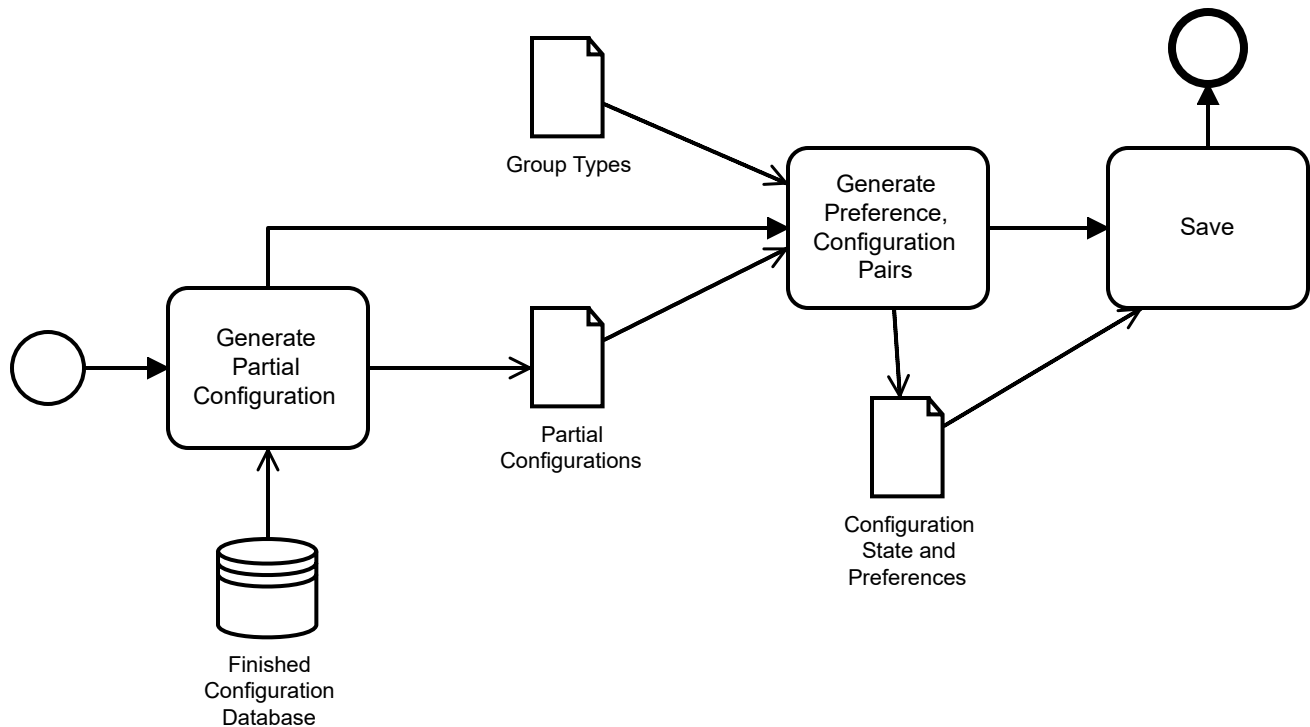 Group Types
Generate
Preference,
Configuration
Pairs
Save
Generate
Partial
Configuration
Partial
Configurations
Configuration
State and
Preferences
Finished
Configuration
Database